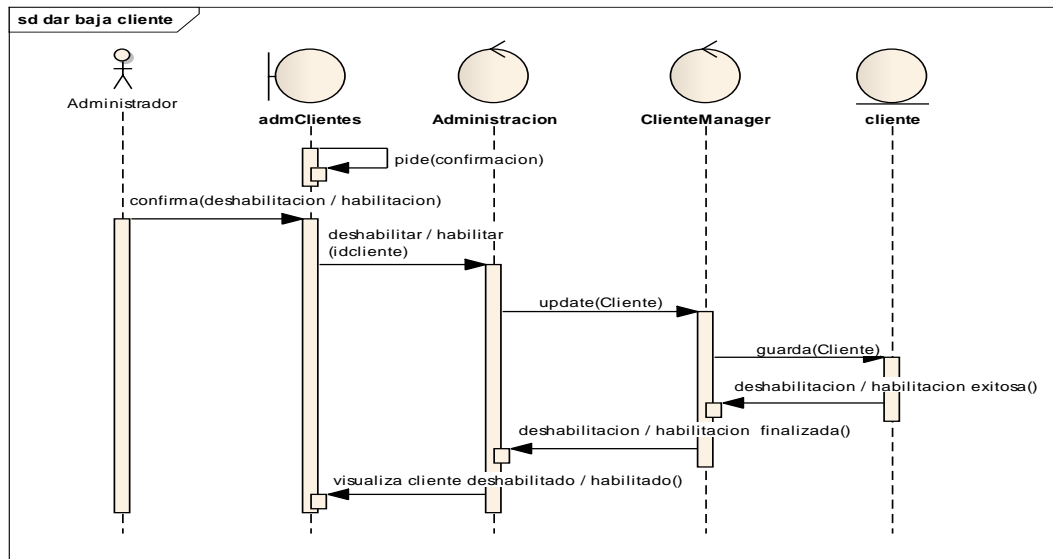 sd dar baja cliente
Administrador
admClientes
Administracion
ClienteManager
cliente
pide(confirmacion)
confirma(deshabilitacion / habilitacion)
deshabilitar / habilitar
(idcliente)
update(Cliente)
guarda(Cliente)
deshabilitacion / habilitacion exitosa()
deshabilitacion / habilitacion finalizada()
visualiza cliente deshabilitado / habilitado()